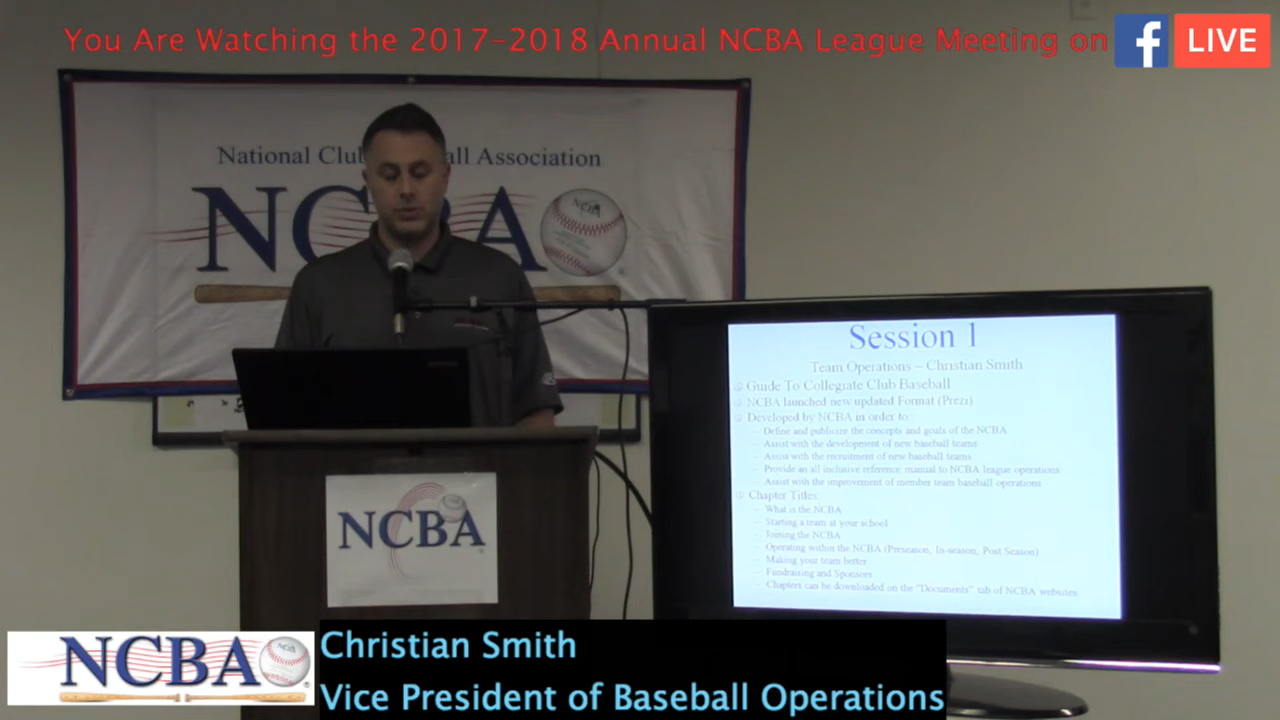 You Are Watching the 2017-2018 Annual NCBA League Meeting on f LIVE
National Club all Association
NCBA
NCBA
Session 1
Team Operations – Christian Smith
Guide To Collegiate Club Baseball
NCBA launched new updated Format (Prezi)
Developed by NCBA in order to:
– Define and publicize the concepts and goals of the NCBA
– Assist with the development of new baseball teams
– Assist with the recruitment of new baseball teams
– Provide an all inclusive reference manual to NCBA league operations
– Assist with the improvement of member team baseball operations
Chapter Titles:
– What is the NCBA
– Starting a team at your school
– Joining the NCBA
– Operating within the NCBA (Preseason, In-season, Post Season)
– Making your team better
– Fundraising and Sponsors
– Chapters can be downloaded on the "Documents" tab of NCBA websites
NCBA
NCBA
Christian Smith
Vice President of Baseball Operations